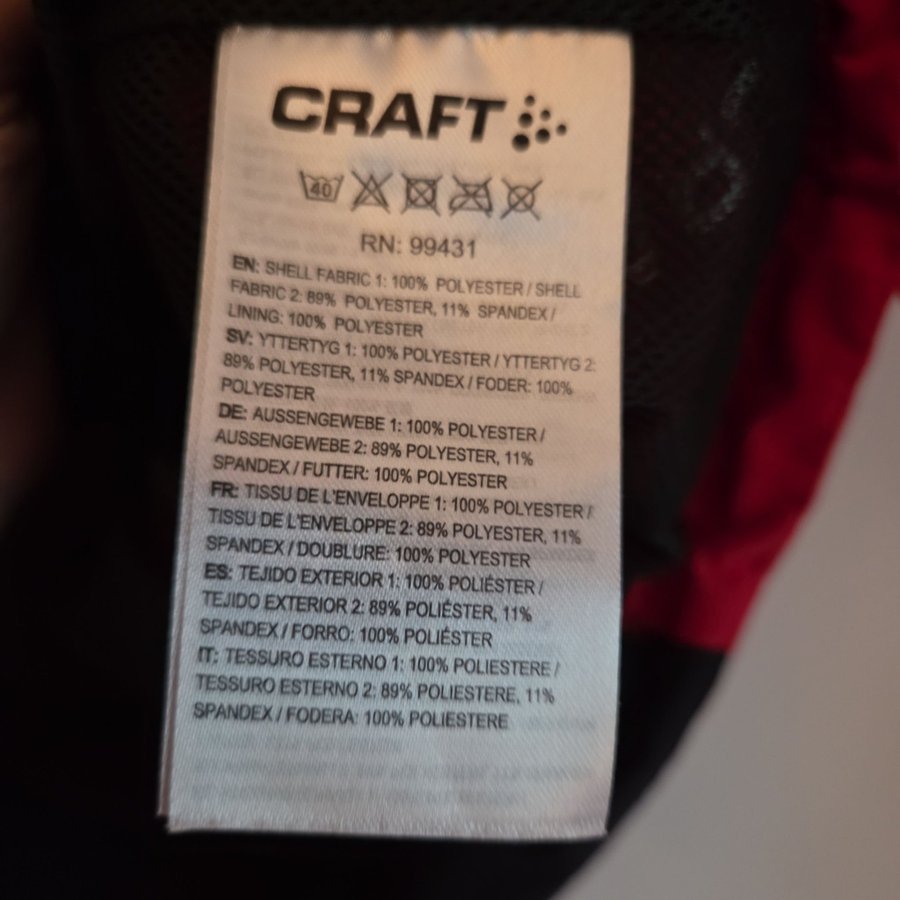 CRAFT
40
RN: 99431
EN: SHELL FABRIC 1: 100% POLYESTER / SHELL
FABRIC 2: 89% POLYESTER, 11% SPANDEX /
LINING: 100% POLYESTER
SV: YTTERTYG 1: 100% POLYESTER / YTTERTYG 2:
89% POLYESTER, 11% SPANDEX / FODER: 100%
POLYESTER
DE: AUSSENGEWEBE 1: 100% POLYESTER /
AUSSENGEWEBE 2: 89% POLYESTER, 11%
SPANDEX / FUTTER: 100% POLYESTER
FR: TISSU DE L'ENVELOPPE 1: 100% POLYESTER /
TISSU DE L'ENVELOPPE 2: 89% POLYESTER, 11%
SPANDEX / DOUBLURE: 100% POLYESTER
ES: TEJIDO EXTERIOR 1: 100% POLIÉSTER /
TEJIDO EXTERIOR 2: 89% POLIÉSTER, 11%
SPANDEX / FORRO: 100% POLIÉSTER
IT: TESSURO ESTERNO 1: 100% POLIESTERE /
TESSURO ESTERNO 2: 89% POLIESTERE, 11%
SPANDEX / FODERA: 100% POLIESTERE